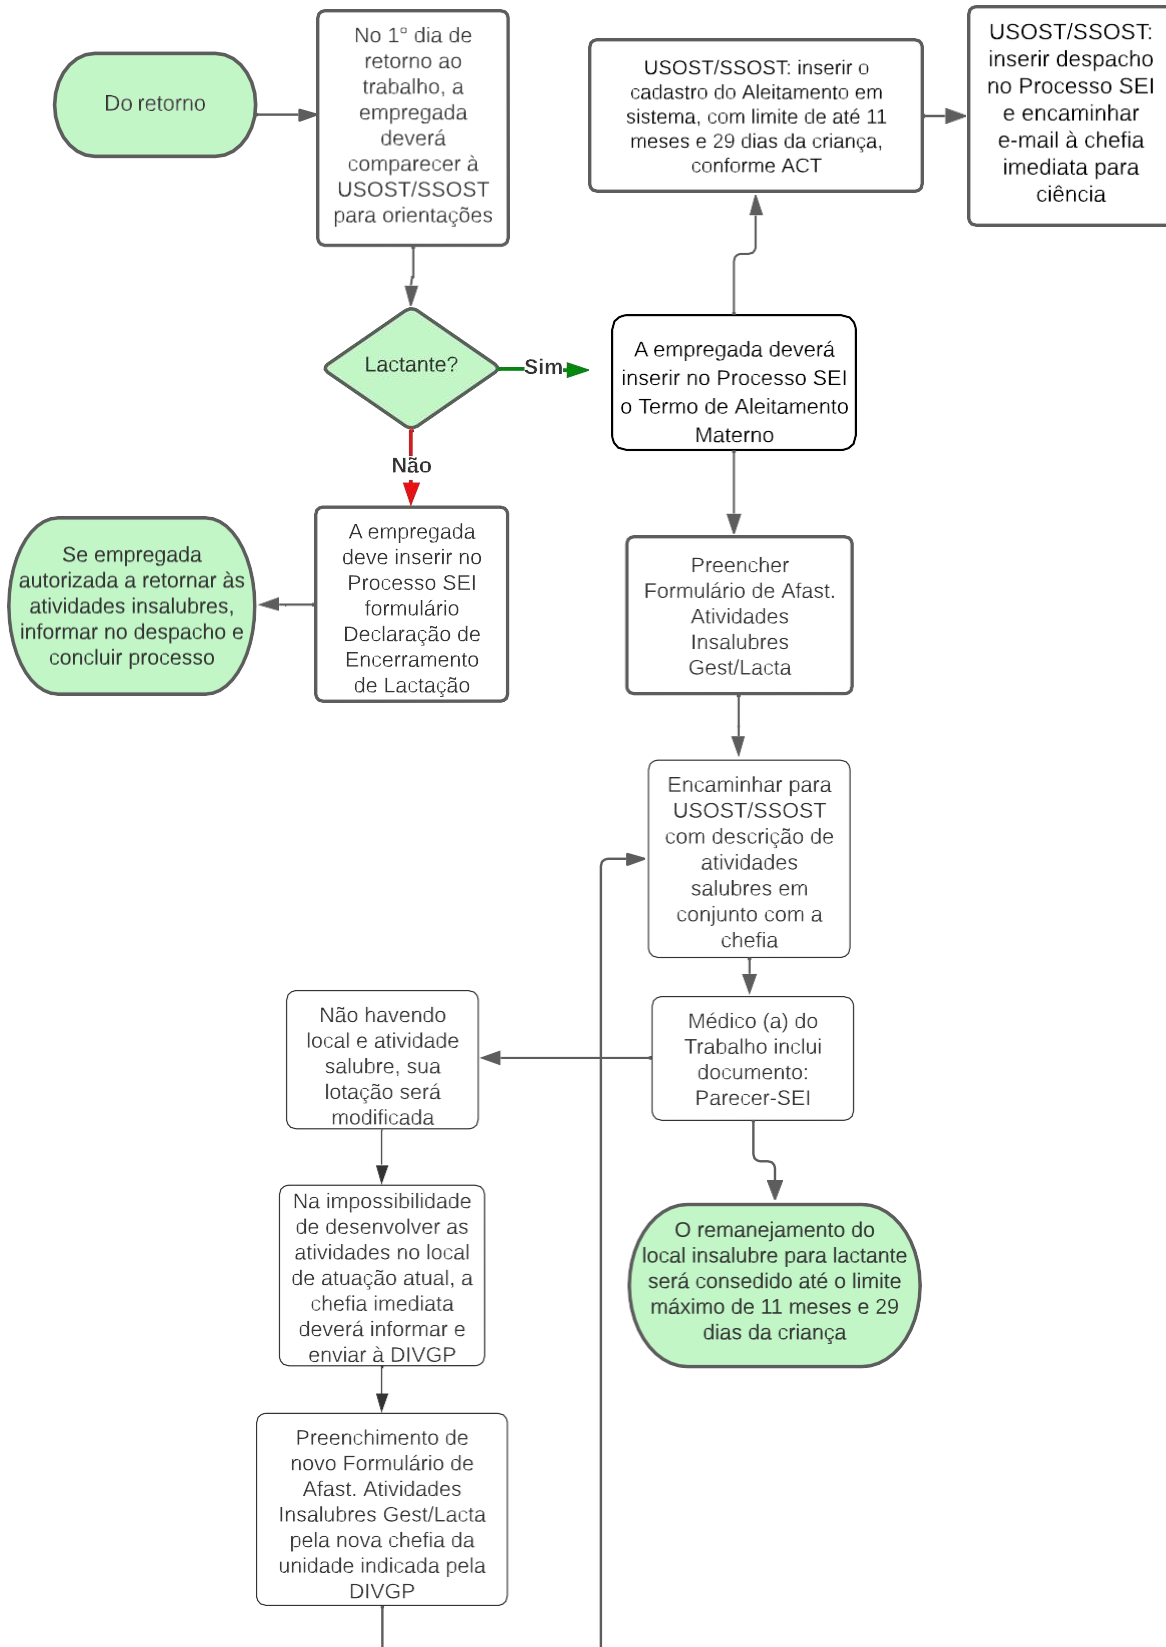 Do retorno
No 1° dia de
retorno ao
trabalho, a
empregada
deverá
comparecer à
USOST/SSOST
para orientações
USOST/SSOST: inserir o
cadastro do Aleitamento em
sistema, com limite de até 11
meses e 29 dias da criança,
conforme ACT
USOST/SSOST:
inserir despacho
no Processo SEI
e encaminhar
e-mail à chefia
imediata para
ciência
Lactante?
Sim
A empregada deverá
inserir no Processo SEI
o Termo de Aleitamento
Materno
Não
A empregada
deve inserir no
Processo SEI
formulário
Declaração de
Encerramento
de Lactação
Se empregada
autorizada a retornar às
atividades insalubres,
informar no despacho e
concluir processo
Preencher
Formulário de Afast.
Atividades
Insalubres
Gest/Lacta
Encaminhar para
USOST/SSOST
com descrição de
atividades
salubres em
conjunto com a
chefia
Médico (a) do
Trabalho inclui
documento:
Parecer-SEI
Não havendo
local e atividade
salubre, sua
lotação será
modificada
Na impossibilidade
de desenvolver as
atividades no local
de atuação atual, a
chefia imediata
deverá informar e
enviar à DIVGP
O remanejamento do
local insalubre para lactante
será consedido até o limite
máximo de 11 meses e 29
dias da criança
Preenchimento de
novo Formulário de
Afast. Atividades
Insalubres Gest/Lacta
pela nova chefia da
unidade indicada pela
DIVGP